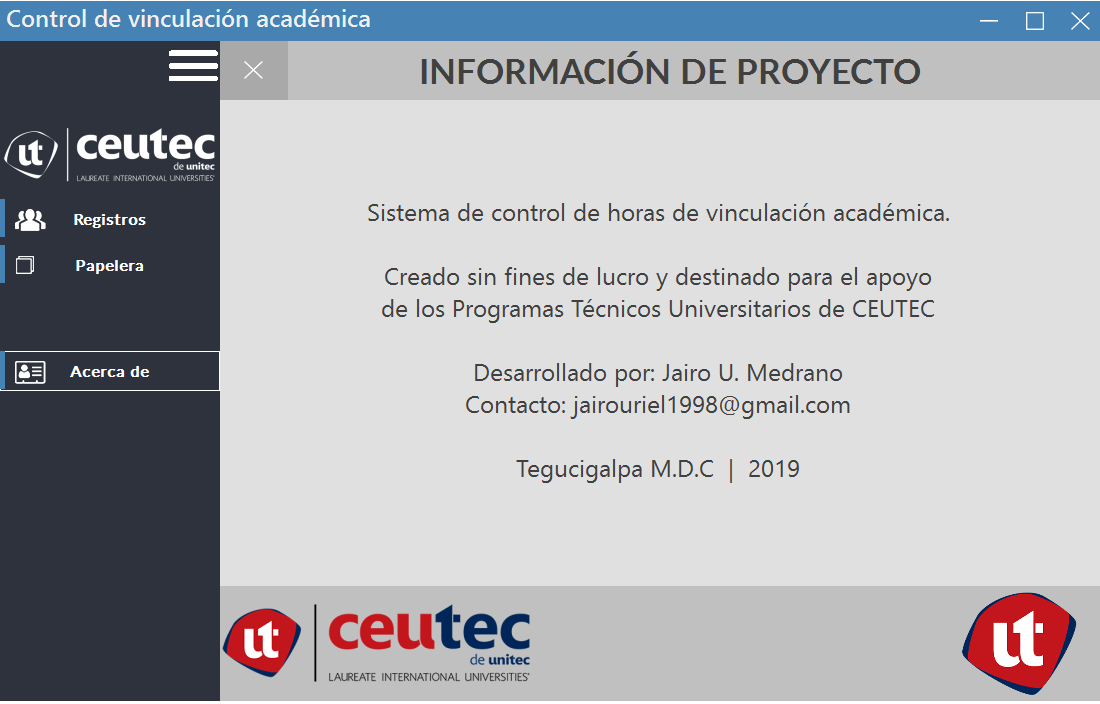 Control de vinculación académica
INFORMACIÓN DE PROYECTO
ut
ceutec
de unitec
LAUREATE INTERNATIONAL UNIVERSITIES®
Registros
Papelera
Acerca de
Sistema de control de horas de vinculación académica.
Creado sin fines de lucro y destinado para el apoyo
de los Programas Técnicos Universitarios de CEUTEC
Desarrollado por: Jairo U. Medrano
Contacto: jairouriel1998@gmail.com
Tegucigalpa M.D.C | 2019
ut
ceutec
de unitec
LAUREATE INTERNATIONAL UNIVERSITIES®
ut